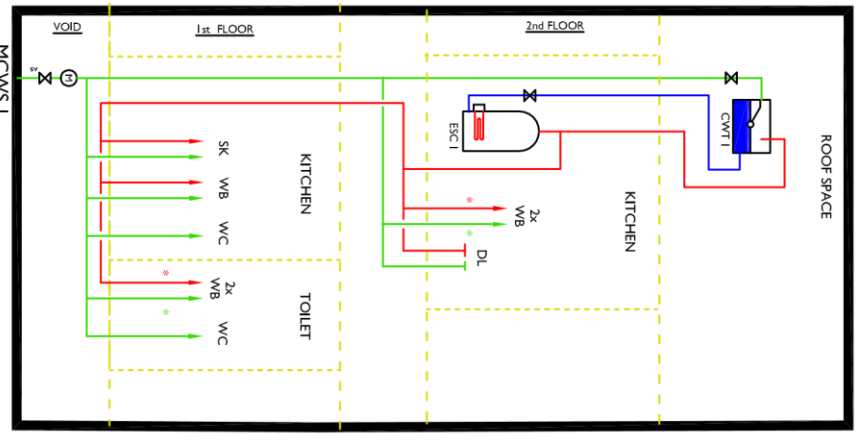 VOID
1st FLOOR
2nd FLOOR
ROOF SPACE
MCWS I
SV
M
CWT I
ESC I
KITCHEN
2x
WB
*
*
DL
KITCHEN
SK
WB
WC
TOILET
2x
WB
*
*
WC